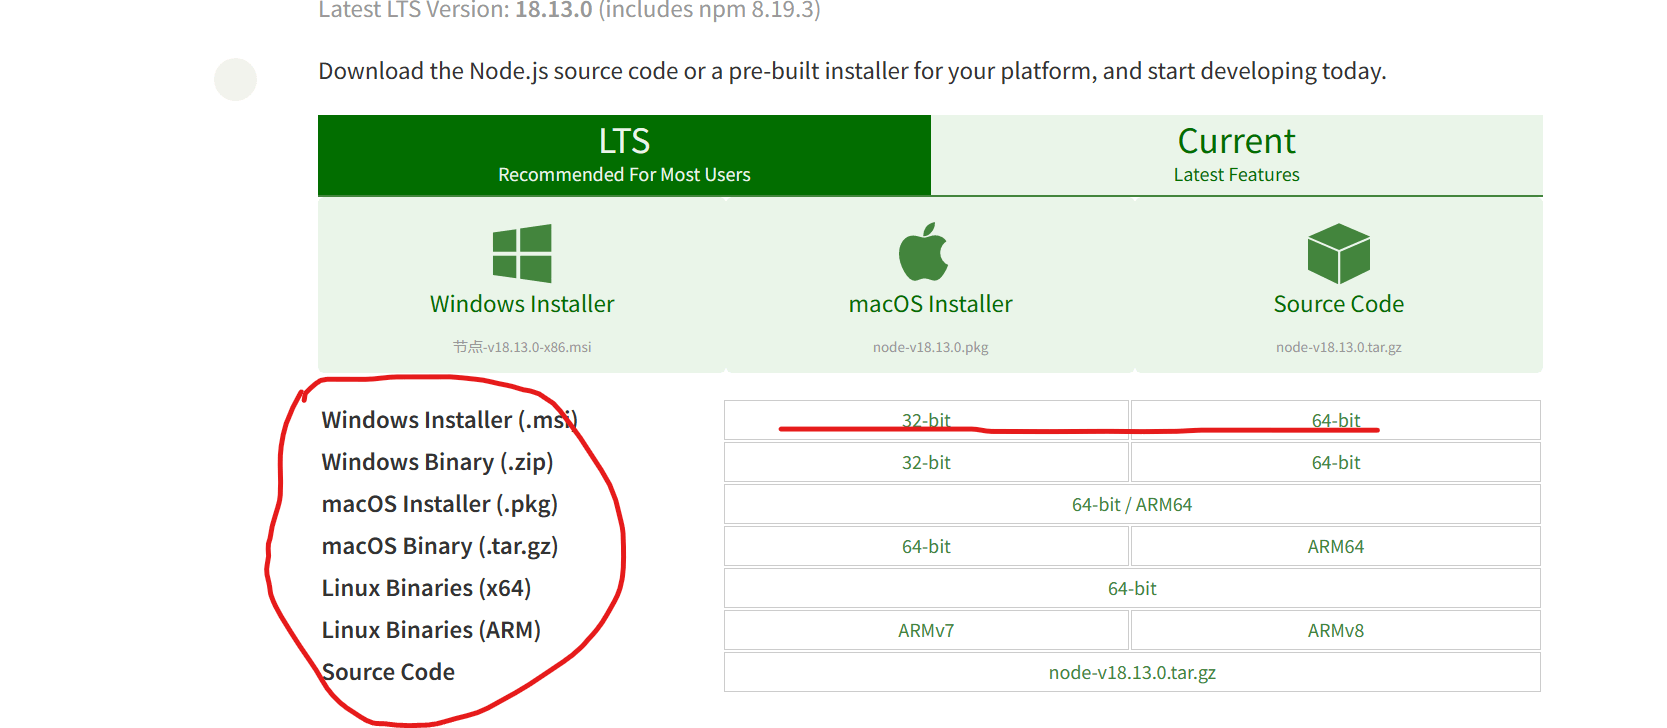 Latest LTS Version: 18.13.0 (includes npm 8.19.3)
Download the Node.js source code or a pre-built installer for your platform, and start developing today.
LTS
Recommended For Most Users
Current
Latest Features
Windows Installer
节点-v18.13.0-x86.msi
macOS Installer
node-v18.13.0.pkg
Source Code
node-v18.13.0.tar.gz
Windows Installer (.msi) 32-bit 64-bit
Windows Binary (.zip) 32-bit 64-bit
macOS Installer (.pkg) 64-bit / ARM64
macOS Binary (.tar.gz) 64-bit ARM64
Linux Binaries (x64) 64-bit
Linux Binaries (ARM) ARMv7 ARMv8
Source Code node-v18.13.0.tar.gz